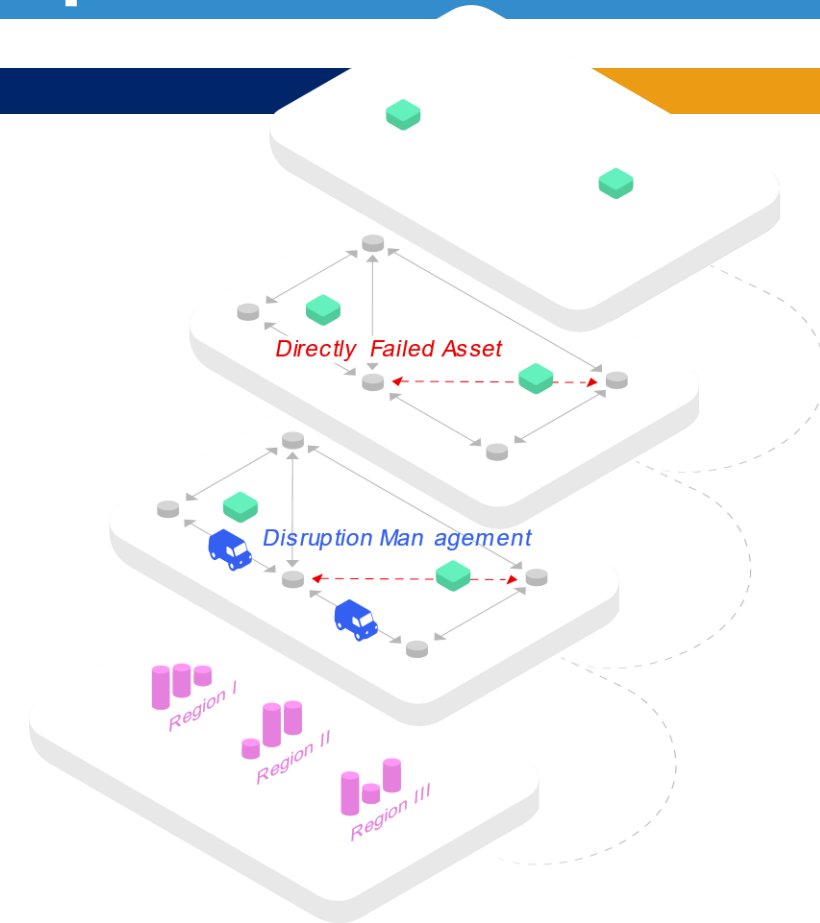 Directly Failed Asset
Disruption Man agement
Region I
Region II
Region III